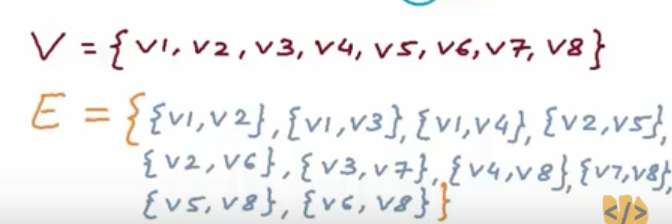 V = {v1, v2, v3, v4, v5, v6, v7, v8}
E = {{v1, v2}, {v1, v3}, {v1, v4}, {v2, v5},
{v2, v6}, {v3, v7}, {v4, v8}, {v7, v8},
{v5, v8}, {v6, v8}}
</>